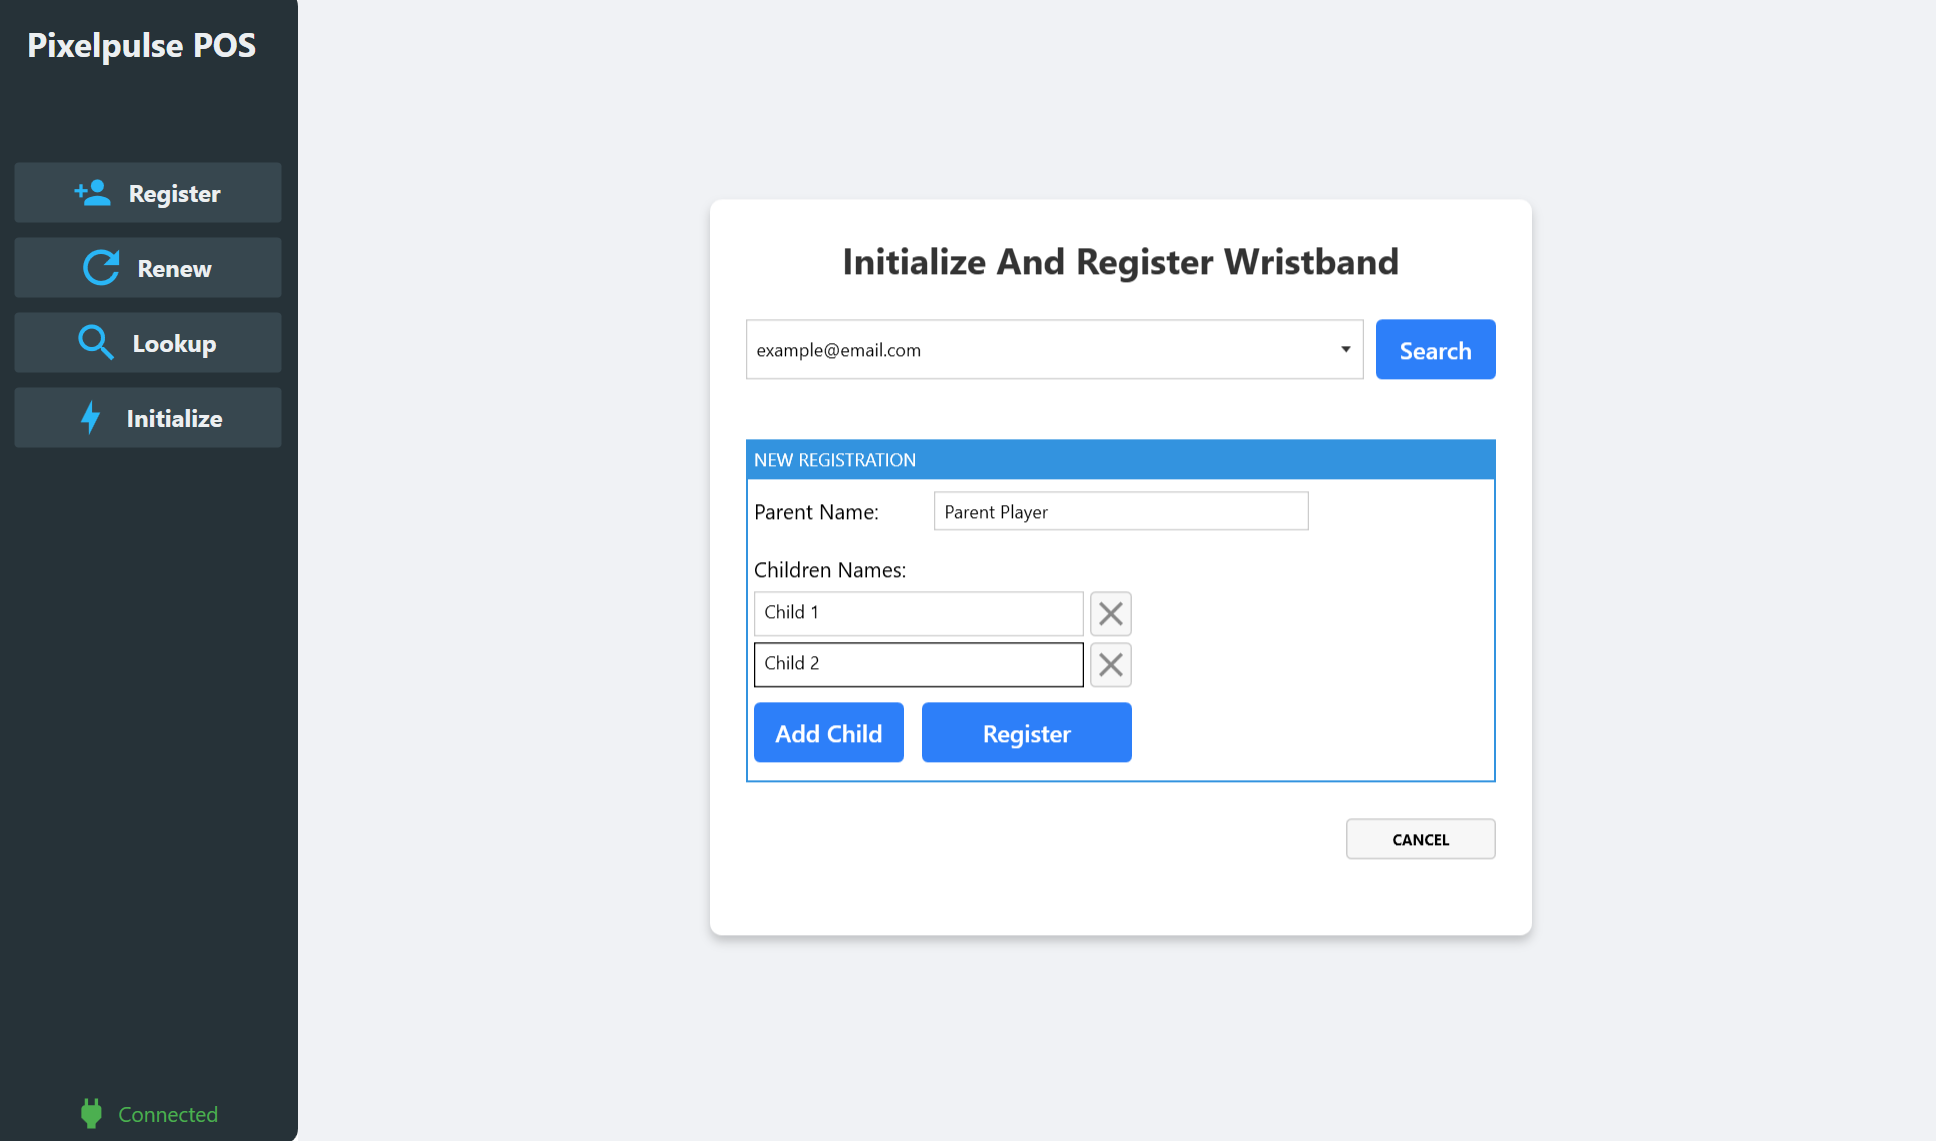 Pixelpulse POS
Register
Renew
Lookup
Initialize
Connected
Initialize And Register Wristband
example@email.com
Search
NEW REGISTRATION
Parent Name: Parent Player
Children Names:
Child 1
Child 2
Add Child Register
CANCEL